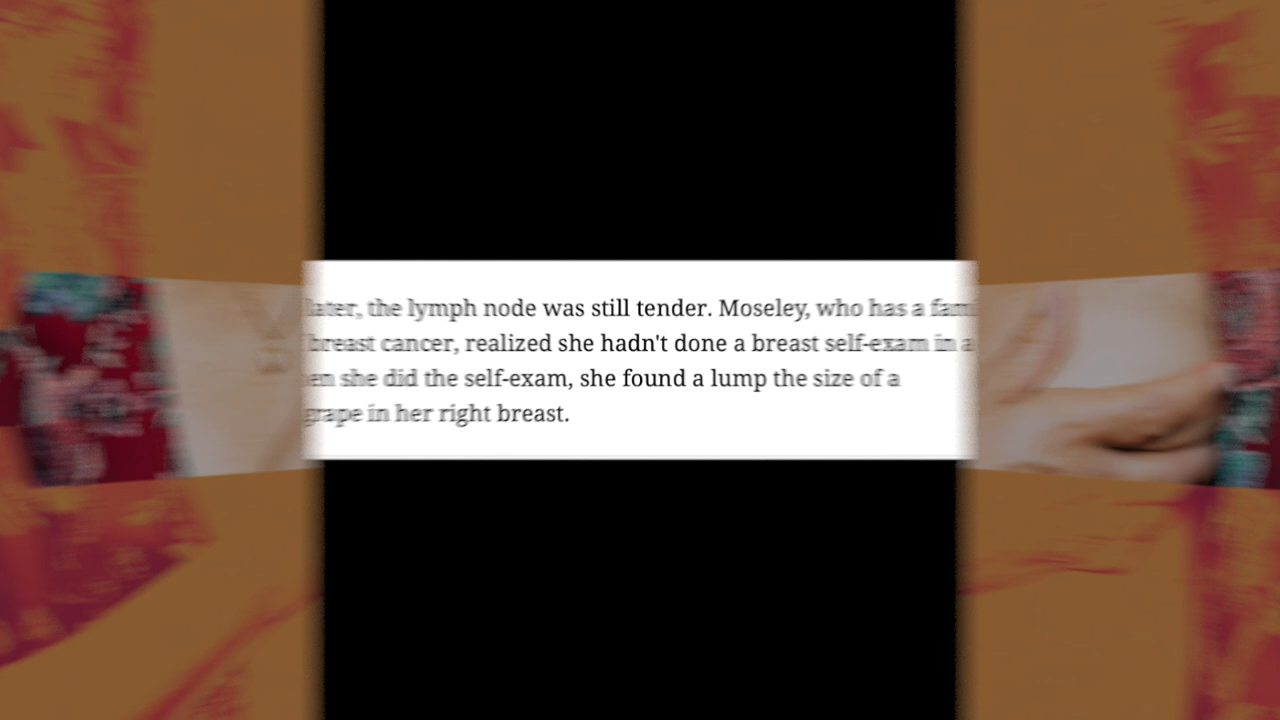 later, the lymph node was still tender. Moseley, who has a
breast cancer, realized she hadn't done a breast self-exam in a
she did the self-exam, she found a lump the size of a
grape in her right breast.